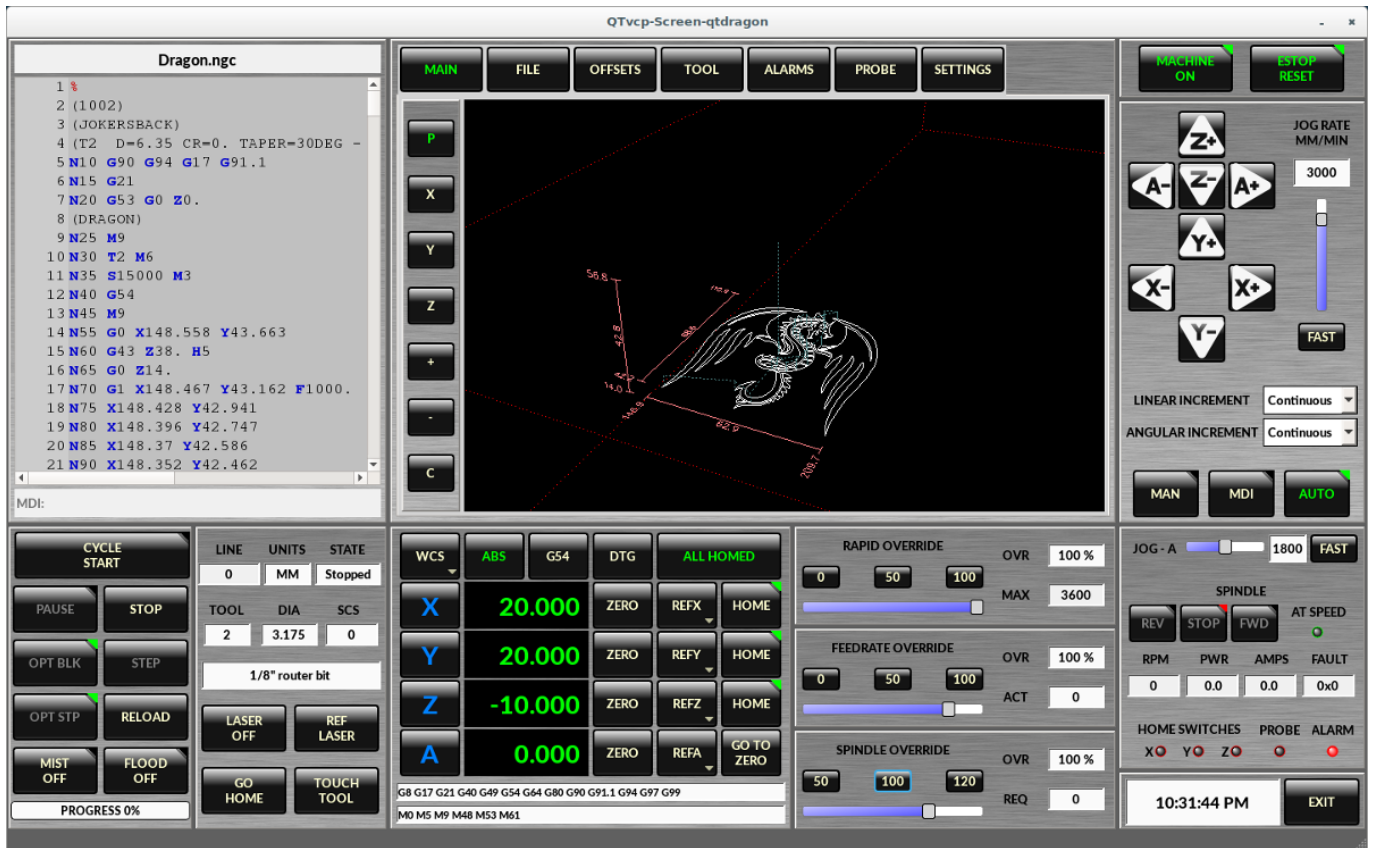 QTvcp-Screen-qtdragon
Dragon.ngc
1 %
2 (1002)
3 (JOKERSBACK)
4 (T2 D=6.35 CR=0. TAPER=30DEG -
5 N10 G90 G94 G17 G91.1
6 N15 G21
7 N20 G53 G0 Z0.
8 (DRAGON)
9 N25 M9
10 N30 T2 M6
11 N35 S15000 M3
12 N40 G54
13 N45 M9
14 N55 G0 X148.558 Y43.663
15 N60 G43 Z38. H5
16 N65 G0 Z14.
17 N70 G1 X148.467 Y43.162 F1000.
18 N75 X148.428 Y42.941
19 N80 X148.396 Y42.747
20 N85 X148.37 Y42.586
21 N90 X148.352 Y42.462
MDI:
MAIN FILE OFFSETS TOOL ALARMS PROBE SETTINGS
P
X
Y
Z
+
-
C
56.8
42.8
14.0
88.6
146.9
62.9
209.7
MACHINE ON
ESTOP RESET
JOG RATE
MM/MIN
3000
Z+
A- Z- A+
Y+
X- X+
Y-
FAST
LINEAR INCREMENT Continuous
ANGULAR INCREMENT Continuous
MAN MDI AUTO
CYCLE
START
PAUSE STOP
OPT BLK STEP
OPT STP RELOAD
MIST OFF
FLOOD OFF
PROGRESS 0%
LINE UNITS STATE
0 MM Stopped
TOOL DIA SCS
2 3.175 0
1/8" router bit
LASER OFF
REF LASER
GO HOME
TOUCH TOOL
WCS ABS G54 DTG ALL HOMED
X 20.000 ZERO REFX HOME
Y 20.000 ZERO REFY HOME
Z -10.000 ZERO REFZ HOME
A 0.000 ZERO REFA GO TO ZERO
G8 G17 G21 G40 G49 G54 G64 G80 G90 G91.1 G94 G97 G99
M0 M5 M9 M48 M53 M61
RAPID OVERRIDE
OVR 100 %
0 50 100
MAX 3600
FEEDRATE OVERRIDE
OVR 100 %
0 50 100
ACT 0
SPINDLE OVERRIDE
OVR 100 %
50 100 120
REQ 0
JOG - A 1800 FAST
SPINDLE
REV STOP FWD
AT SPEED
RPM PWR AMPS FAULT
0 0.0 0.0 0x0
HOME SWITCHES PROBE ALARM
X Y Z
10:31:44 PM
EXIT